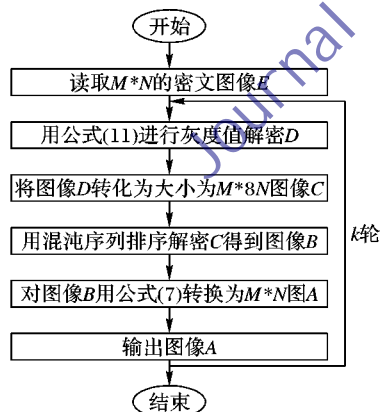 开始
读取M*N的密文图像E
用公式(11)进行灰度值解密D
将图像D转化为大小为M*8N图像C
用混沌序列排序解密C得到图像B
k轮
对图像B用公式(7)转换为M*N图A
输出图像A
结束
Journal